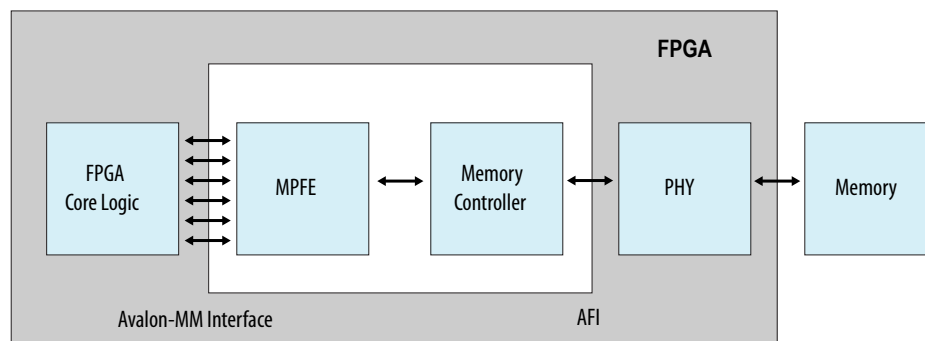 FPGA
FPGA
Core Logic
MPFE
Memory
Controller
PHY
Memory
Avalon-MM Interface
AFI